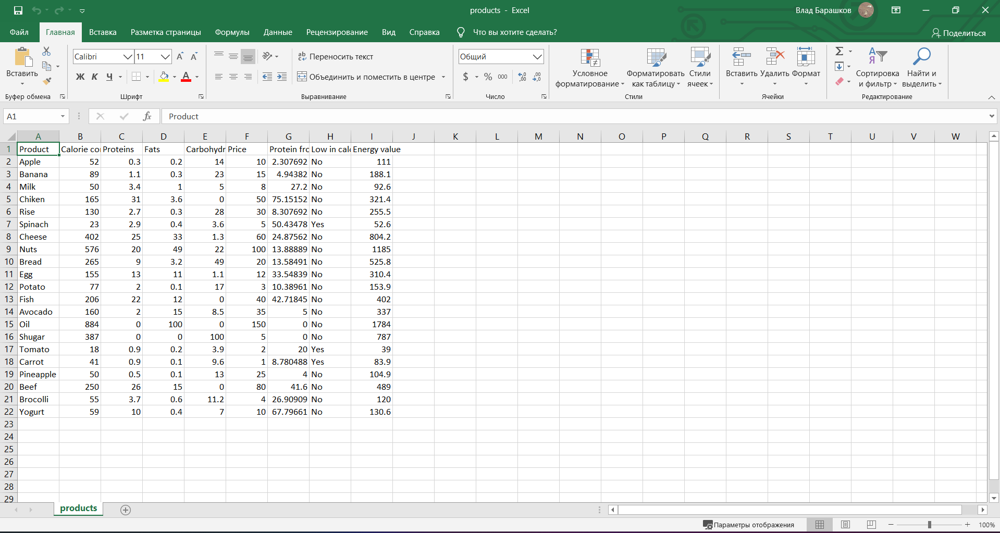 products - Excel
Влад Барашков
Файл Главная Вставка Разметка страницы Формулы Данные Рецензирование Вид Справка Что вы хотите сделать? Поделиться
Calibri 11 Переносить текст Общий
Вставить Ж К Ч А Объединить и поместить в центре $ % 000 Условное форматирование Форматировать как таблицу Стили ячеек Вставить Удалить Формат Сортировка и фильтр Найти и выделить
Буфер обмена Шрифт Выравнивание Число Стили Ячейки Редактирование
A1 fx Product
A B C D E F G H I J K L M N O P Q R S T U V W
1 Product Calorie co Proteins Fats Carbohydr Price Protein fro Low in calo Energy value
2 Apple 52 0.3 0.2 14 10 2.307692 No 111
3 Banana 89 1.1 0.3 23 15 4.94382 No 188.1
4 Milk 50 3.4 1 5 8 27.2 No 92.6
5 Chiken 165 31 3.6 0 50 75.15152 No 321.4
6 Rise 130 2.7 0.3 28 30 8.307692 No 255.5
7 Spinach 23 2.9 0.4 3.6 5 50.43478 Yes 52.6
8 Cheese 402 25 33 1.3 60 24.87562 No 804.2
9 Nuts 576 20 49 22 100 13.88889 No 1185
10 Bread 265 9 3.2 49 20 13.58491 No 525.8
11 Egg 155 13 11 1.1 12 33.54839 No 310.4
12 Potato 77 2 0.1 17 3 10.38961 No 153.9
13 Fish 206 22 12 0 40 42.71845 No 402
14 Avocado 160 2 15 8.5 35 5 No 337
15 Oil 884 0 100 0 150 0 No 1784
16 Shugar 387 0 0 100 5 0 No 787
17 Tomato 18 0.9 0.2 3.9 2 20 Yes 39
18 Carrot 41 0.9 0.1 9.6 1 8.780488 Yes 83.9
19 Pineapple 50 0.5 0.1 13 25 4 No 104.9
20 Beef 250 26 15 0 80 41.6 No 489
21 Brocolli 55 3.7 0.6 11.2 4 26.90909 No 120
22 Yogurt 59 10 0.4 7 10 67.79661 No 130.6
23
24
25
26
27
28
29
products
Параметры отображения 100%